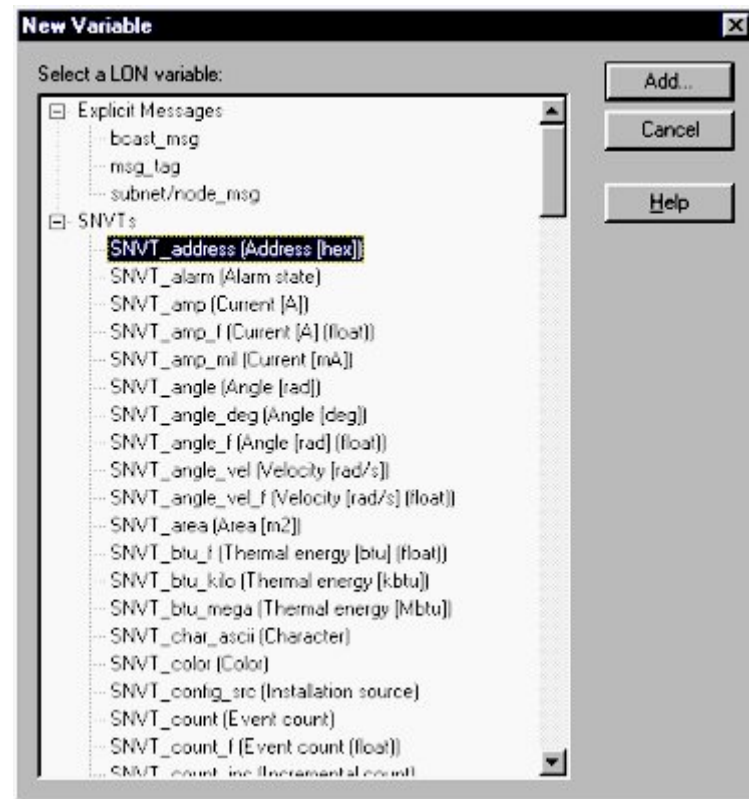 New Variable
Select a LON variable:
Add...
Cancel
Help
Explicit Messages
bcast_msg
msg_tag
subnet/node_msg
SNVTs
SNVT_address (Address [hex])
SNVT_alarm (Alarm state)
SNVT_amp (Current [A])
SNVT_amp_f (Current [A] (float))
SNVT_amp_mil (Current [mA])
SNVT_angle (Angle [rad])
SNVT_angle_deg (Angle [deg])
SNVT_angle_f (Angle [rad] (float))
SNVT_angle_vel (Velocity [rad/s])
SNVT_angle_vel_f (Velocity [rad/s] (float))
SNVT_area (Area [m2])
SNVT_btu_f (Thermal energy [btu] (float))
SNVT_btu_kilo (Thermal energy [kbtu])
SNVT_btu_mega (Thermal energy [Mbtu])
SNVT_char_ascii (Character)
SNVT_color (Color)
SNVT_config_src (Installation source)
SNVT_count (Event count)
SNVT_count_f (Event count (float))
SNVT_count_inc (Incremental count)